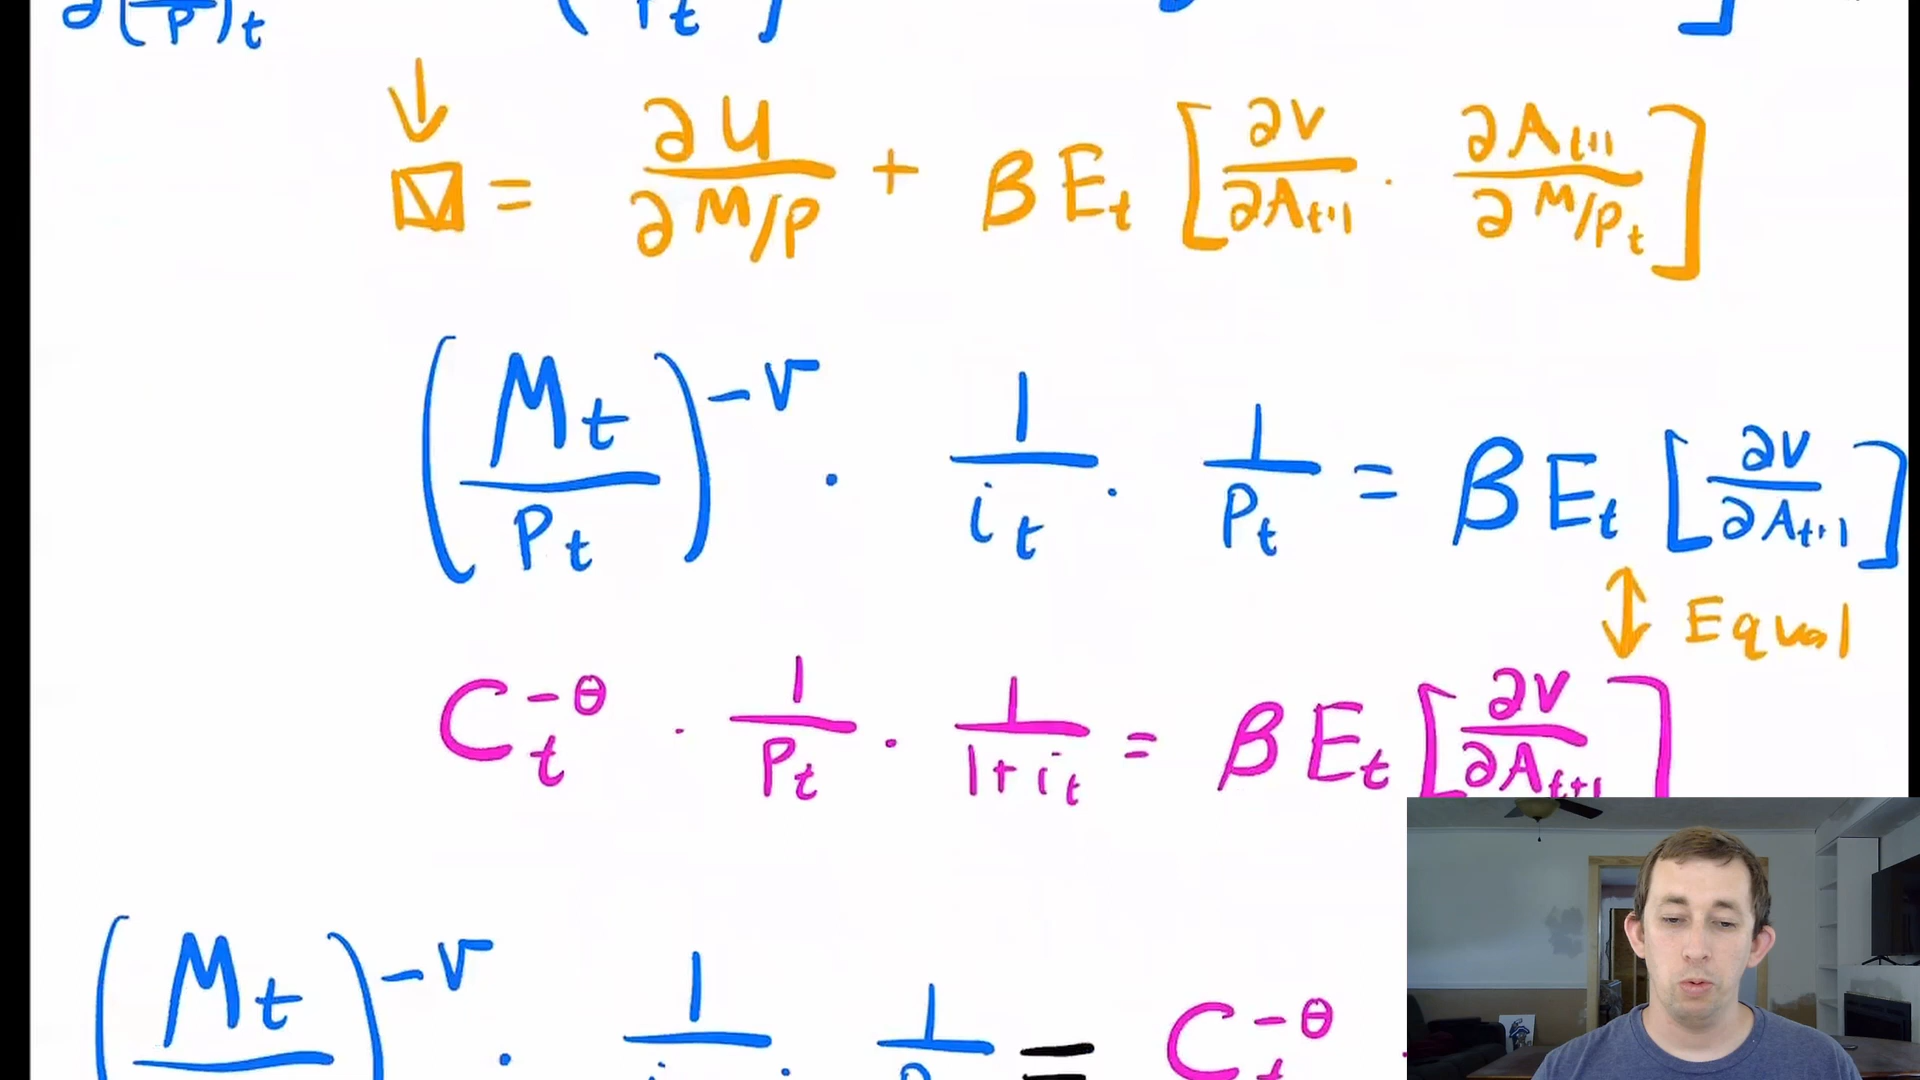 ∂(M/P)t ( Pt ) ]
↓
☑ = ∂U/∂M/P + β Et [∂V/∂At+1 · ∂At+1/∂M/Pt]
(Mt/Pt)^-v · 1/it · 1/Pt = β Et [∂V/∂At+1]
↕ Equal
Ct^-θ · 1/Pt · 1/1+it = β Et [∂V/∂At+1]
(Mt )^-v · 1/i · 1/P = Ct^-θ ·